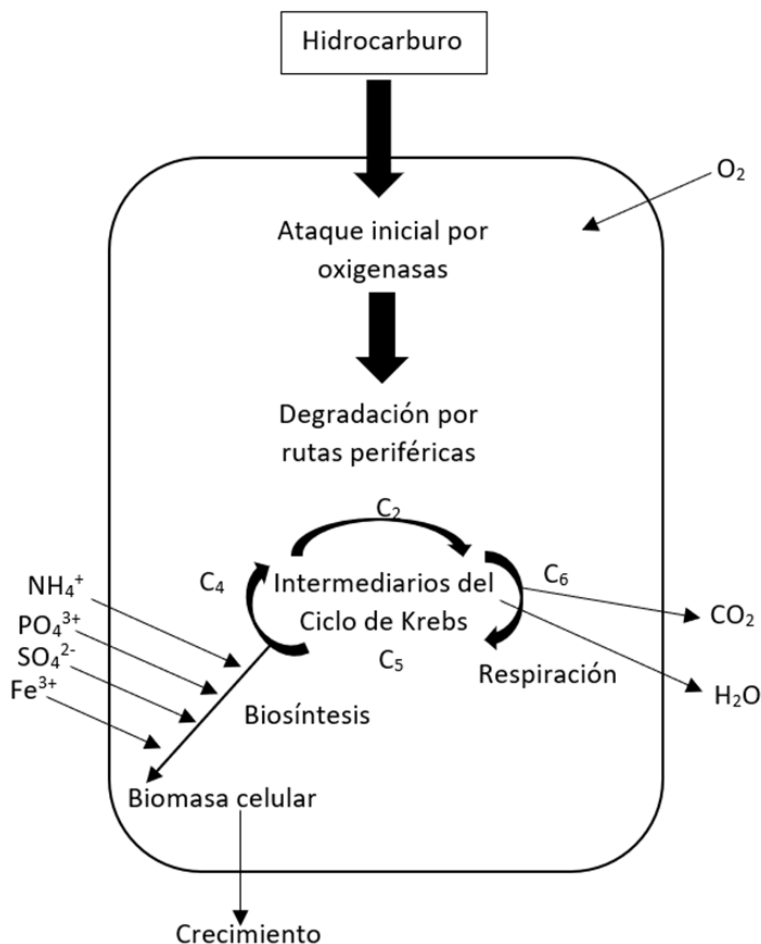 Hidrocarburo
O₂
Ataque inicial por
oxigenasas
Degradación por
rutas periféricas
C₂
NH₄⁺
PO₄³⁺
SO₄²⁻
Fe³⁺
C₄
Intermediarios del
Ciclo de Krebs
C₆
C₅
Respiración
CO₂
H₂O
Biosíntesis
Biomasa celular
Crecimiento